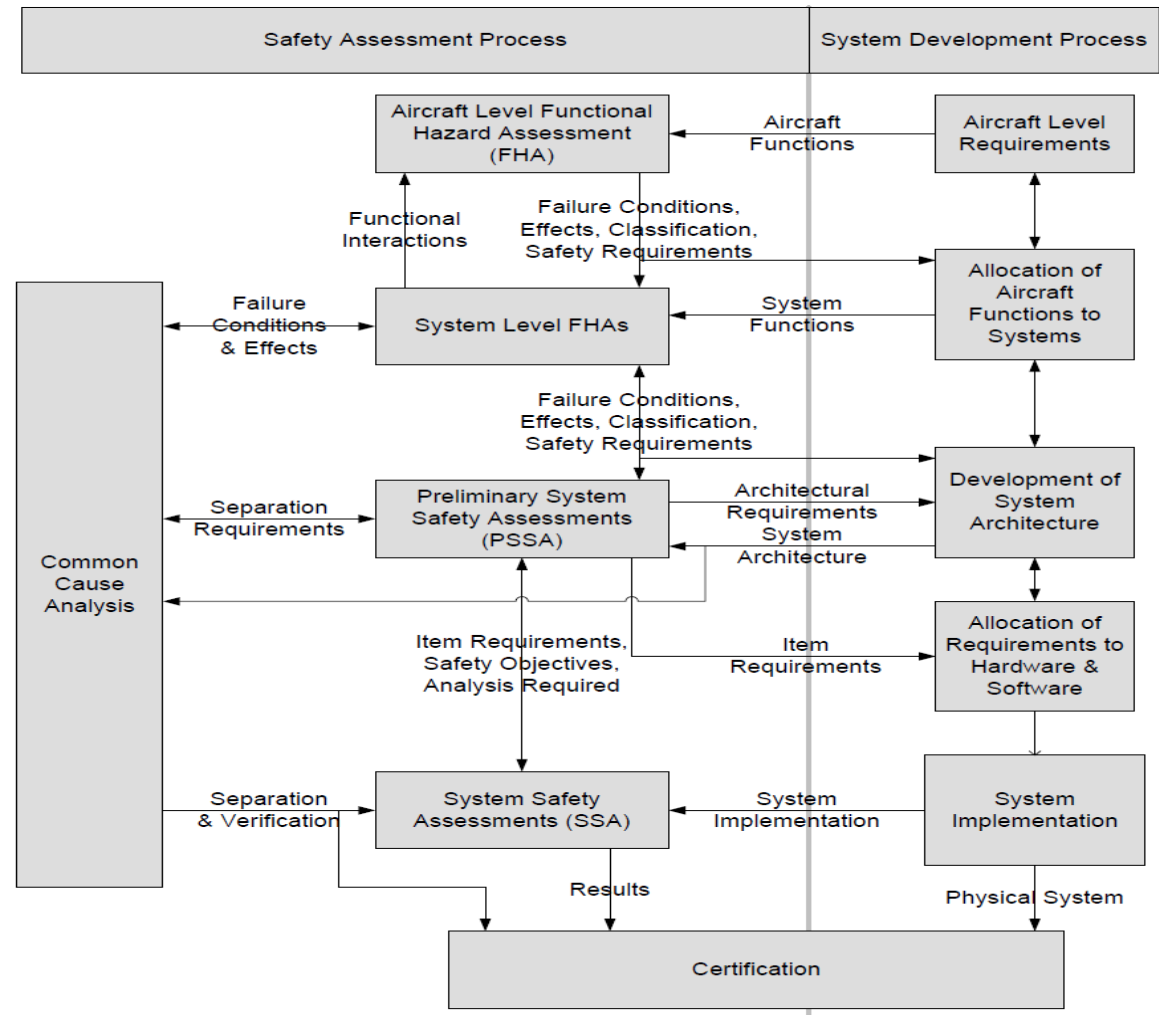 Safety Assessment Process
System Development Process
Aircraft Level Functional
Hazard Assessment
(FHA)
Aircraft
Functions
Aircraft Level
Requirements
Functional
Interactions
Failure Conditions,
Effects, Classification,
Safety Requirements
Allocation of
Aircraft
Functions to
Systems
Failure
Conditions
& Effects
System Level FHAs
System
Functions
Failure Conditions,
Effects, Classification,
Safety Requirements
Separation
Requirements
Preliminary System
Safety Assessments
(PSSA)
Architectural
Requirements
System
Architecture
Development of
System
Architecture
Common
Cause
Analysis
Item Requirements,
Safety Objectives,
Analysis Required
Item
Requirements
Allocation of
Requirements to
Hardware &
Software
Separation
& Verification
System Safety
Assessments (SSA)
System
Implementation
System
Implementation
Results
Physical System
Certification